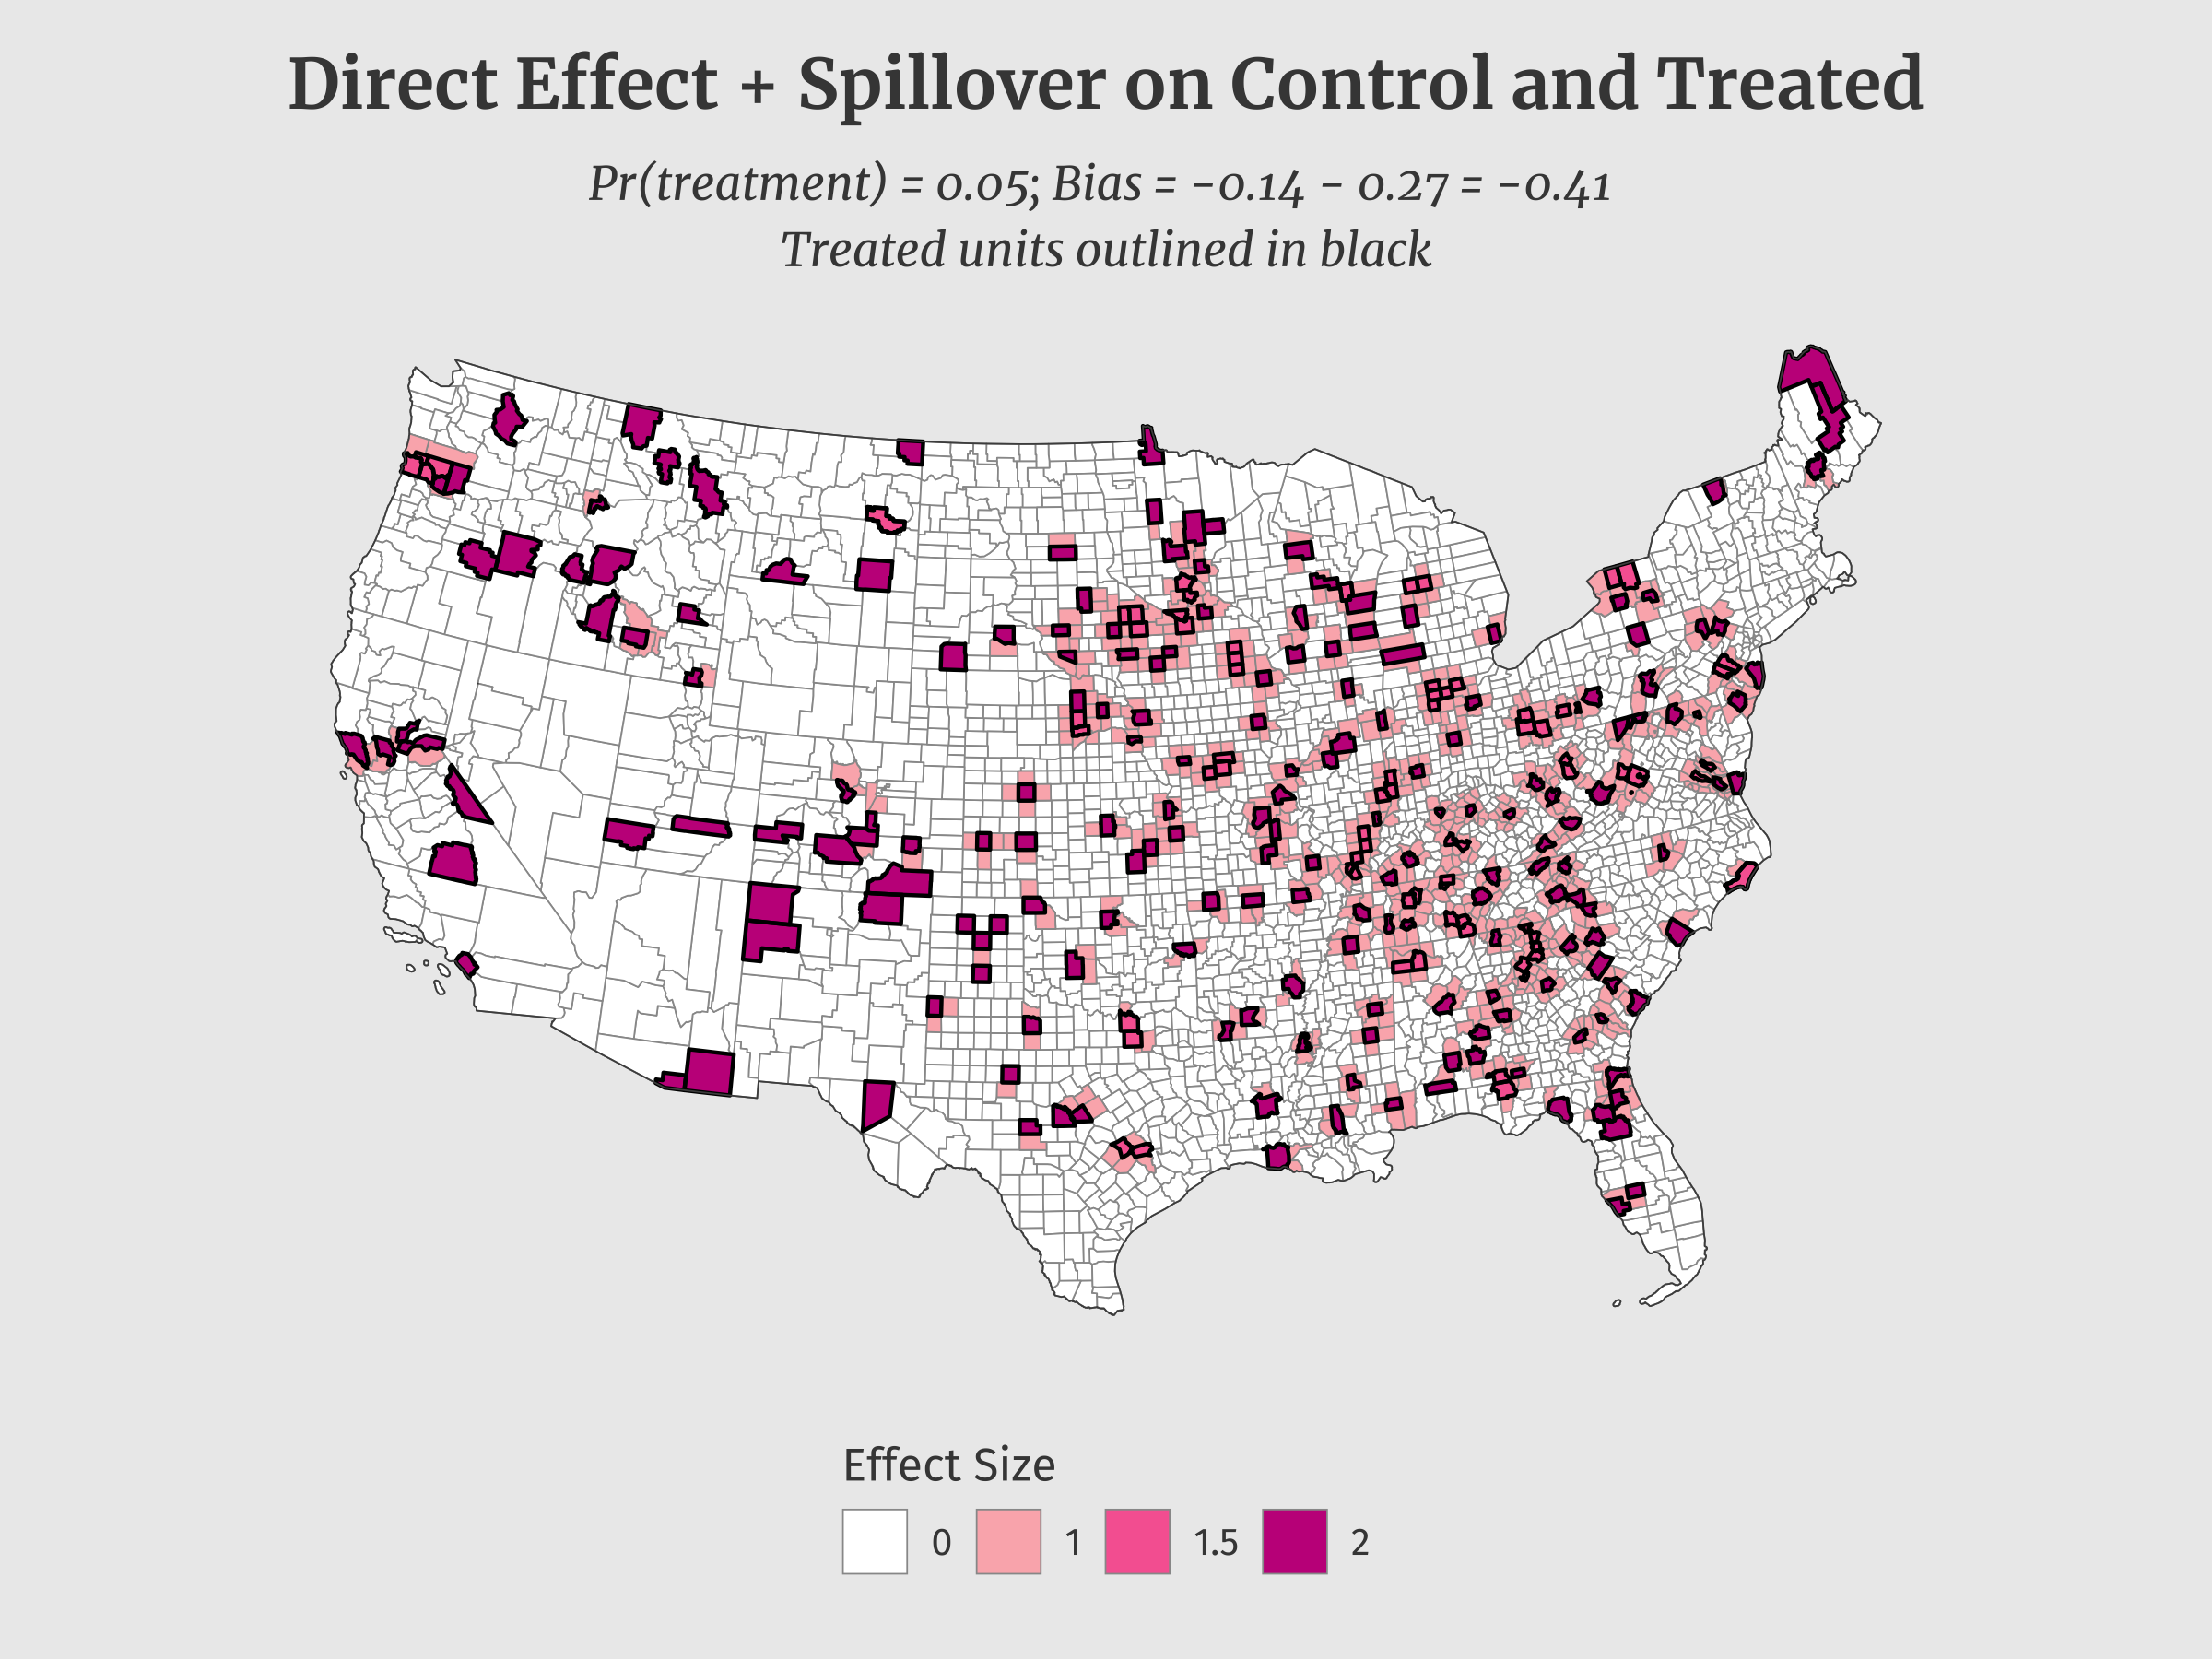 Direct Effect + Spillover on Control and Treated
Pr(treatment) = 0.05; Bias = −0.14 - 0.27 = −0.41
Treated units outlined in black
Effect Size
0 1 1.5 2